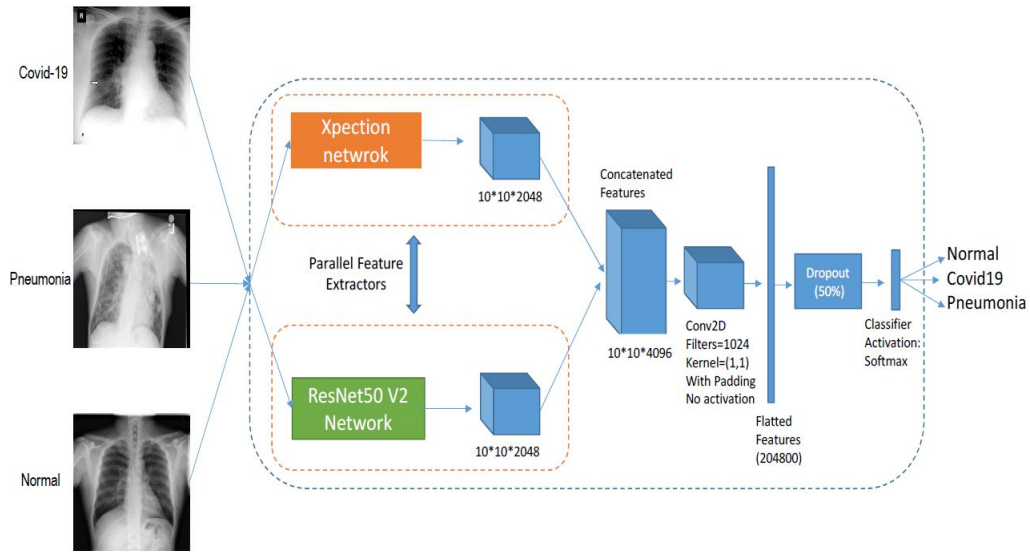 Covid-19
R
Pneumonia
Normal
Xpection
netwrok
10*10*2048
Parallel Feature
Extractors
ResNet50 V2
Network
10*10*2048
Concatenated
Features
10*10*4096
Conv2D
Filters=1024
Kernel=(1,1)
With Padding
No activation
Flatted
Features
(204800)
Dropout
(50%)
Classifier
Activation:
Softmax
Normal
Covid19
Pneumonia